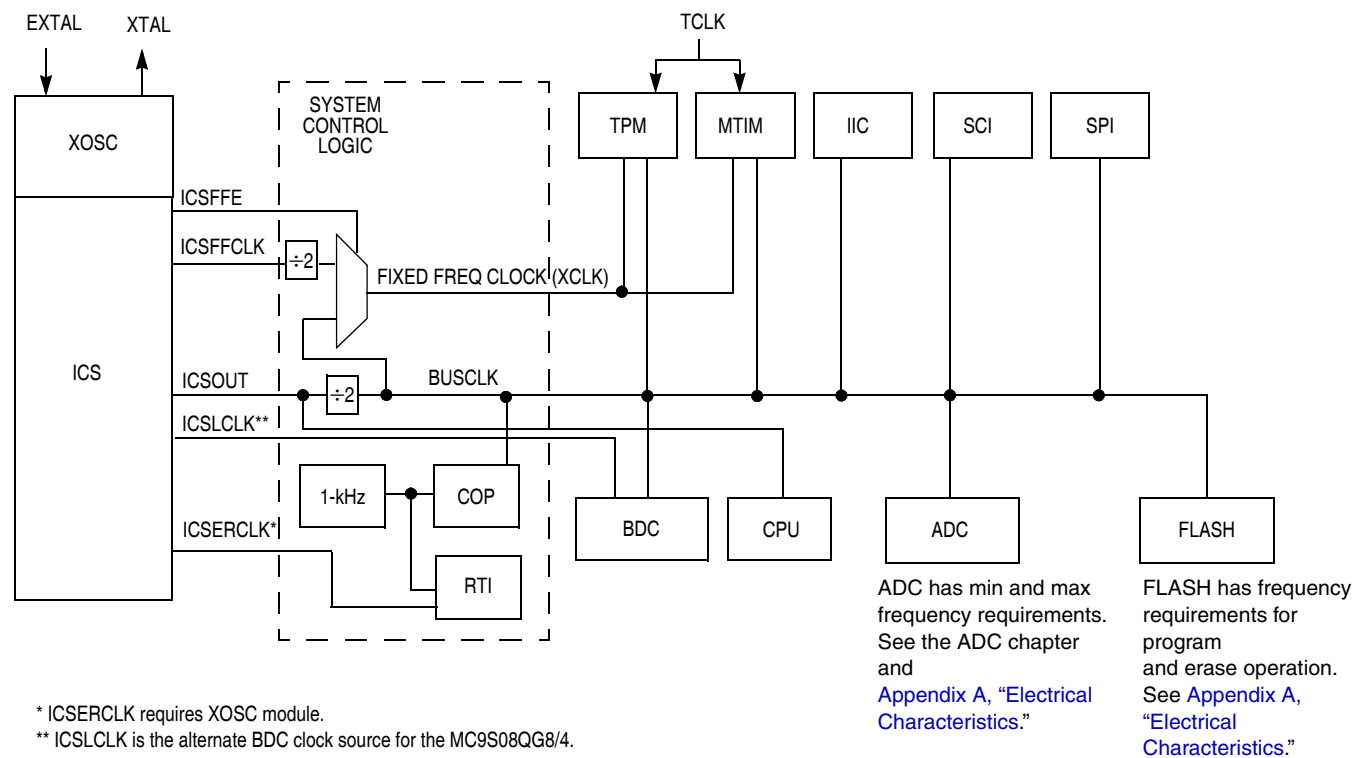 EXTAL
XTAL
TCLK
SYSTEM
CONTROL
LOGIC
XOSC
TPM
MTIM
IIC
SCI
SPI
ICSFFE
ICSFFCLK
÷2
FIXED FREQ CLOCK (XCLK)
ICS
ICSOUT
÷2
BUSCLK
ICSLCLK**
1-kHz
COP
ICSERCLK*
RTI
BDC
CPU
ADC
FLASH
ADC has min and max
frequency requirements.
See the ADC chapter
and
Appendix A, “Electrical
Characteristics.”
FLASH has frequency
requirements for
program
and erase operation.
See Appendix A,
“Electrical
Characteristics.”
* ICSERCLK requires XOSC module.
** ICSLCLK is the alternate BDC clock source for the MC9S08QG8/4.